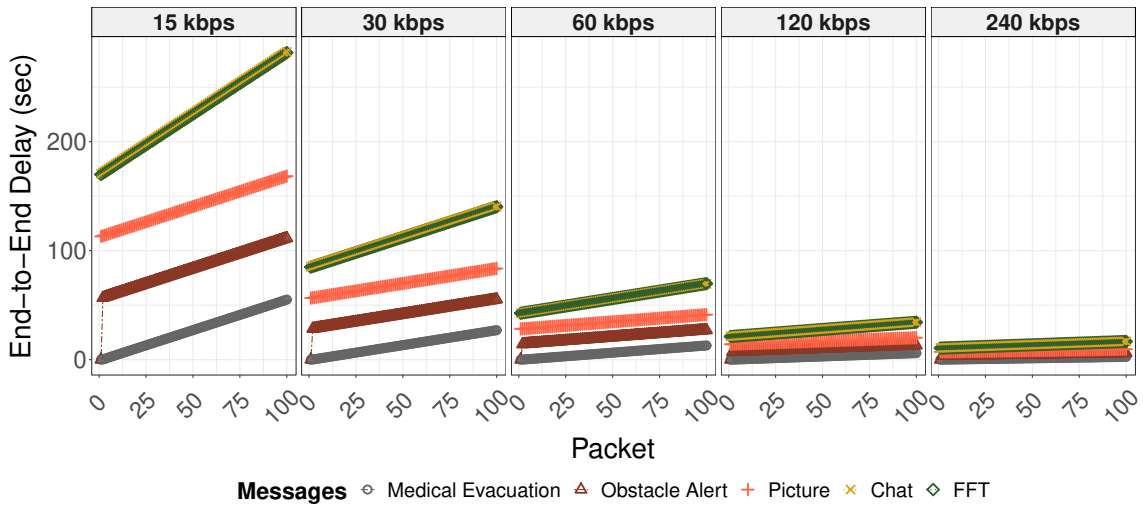 15 kbps 30 kbps 60 kbps 120 kbps 240 kbps
End−to−End Delay (sec)
200
100
0
0 25 50 75 100 0 25 50 75 100 0 25 50 75 100 0 25 50 75 100 0 25 50 75 100
Packet
Messages Medical Evacuation Obstacle Alert Picture Chat FFT